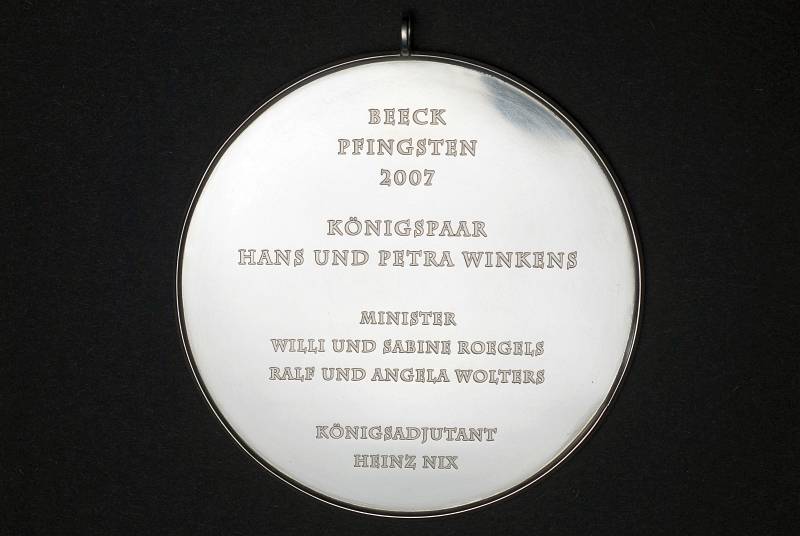 BEECK
PFINGSTEN
2007
KÖNIGSPAAR
HANS UND PETRA WINKENS
MINISTER
WILLI UND SABINE ROEGELS
RALF UND ANGELA WOLTERS
KÖNIGSADJUTANT
HEINZ NIX